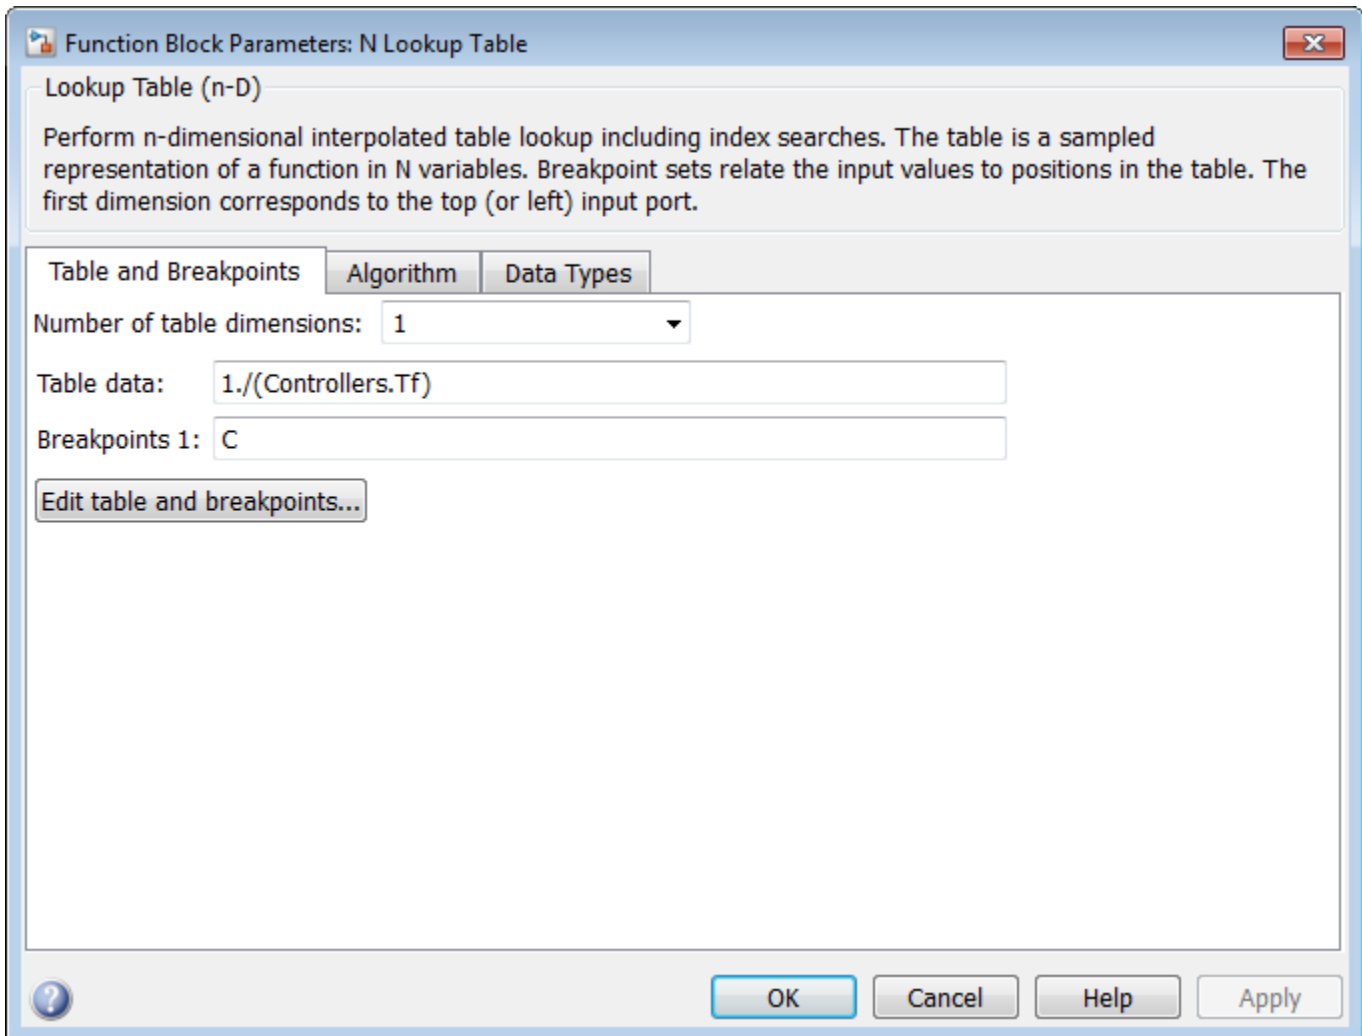 Function Block Parameters: N Lookup Table
Lookup Table (n-D)
Perform n-dimensional interpolated table lookup including index searches. The table is a sampled
representation of a function in N variables. Breakpoint sets relate the input values to positions in the table. The
first dimension corresponds to the top (or left) input port.
Table and Breakpoints Algorithm Data Types
Number of table dimensions: 1
Table data: 1./(Controllers.Tf)
Breakpoints 1: C
Edit table and breakpoints...
? OK Cancel Help Apply